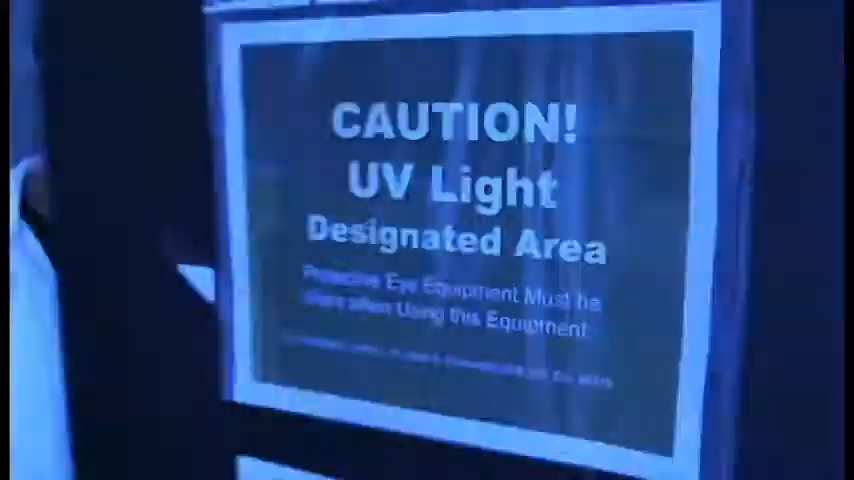 CAUTION!
UV Light
Designated Area
Protective Eye Equipment Must be
Worn when Using this Equipment.